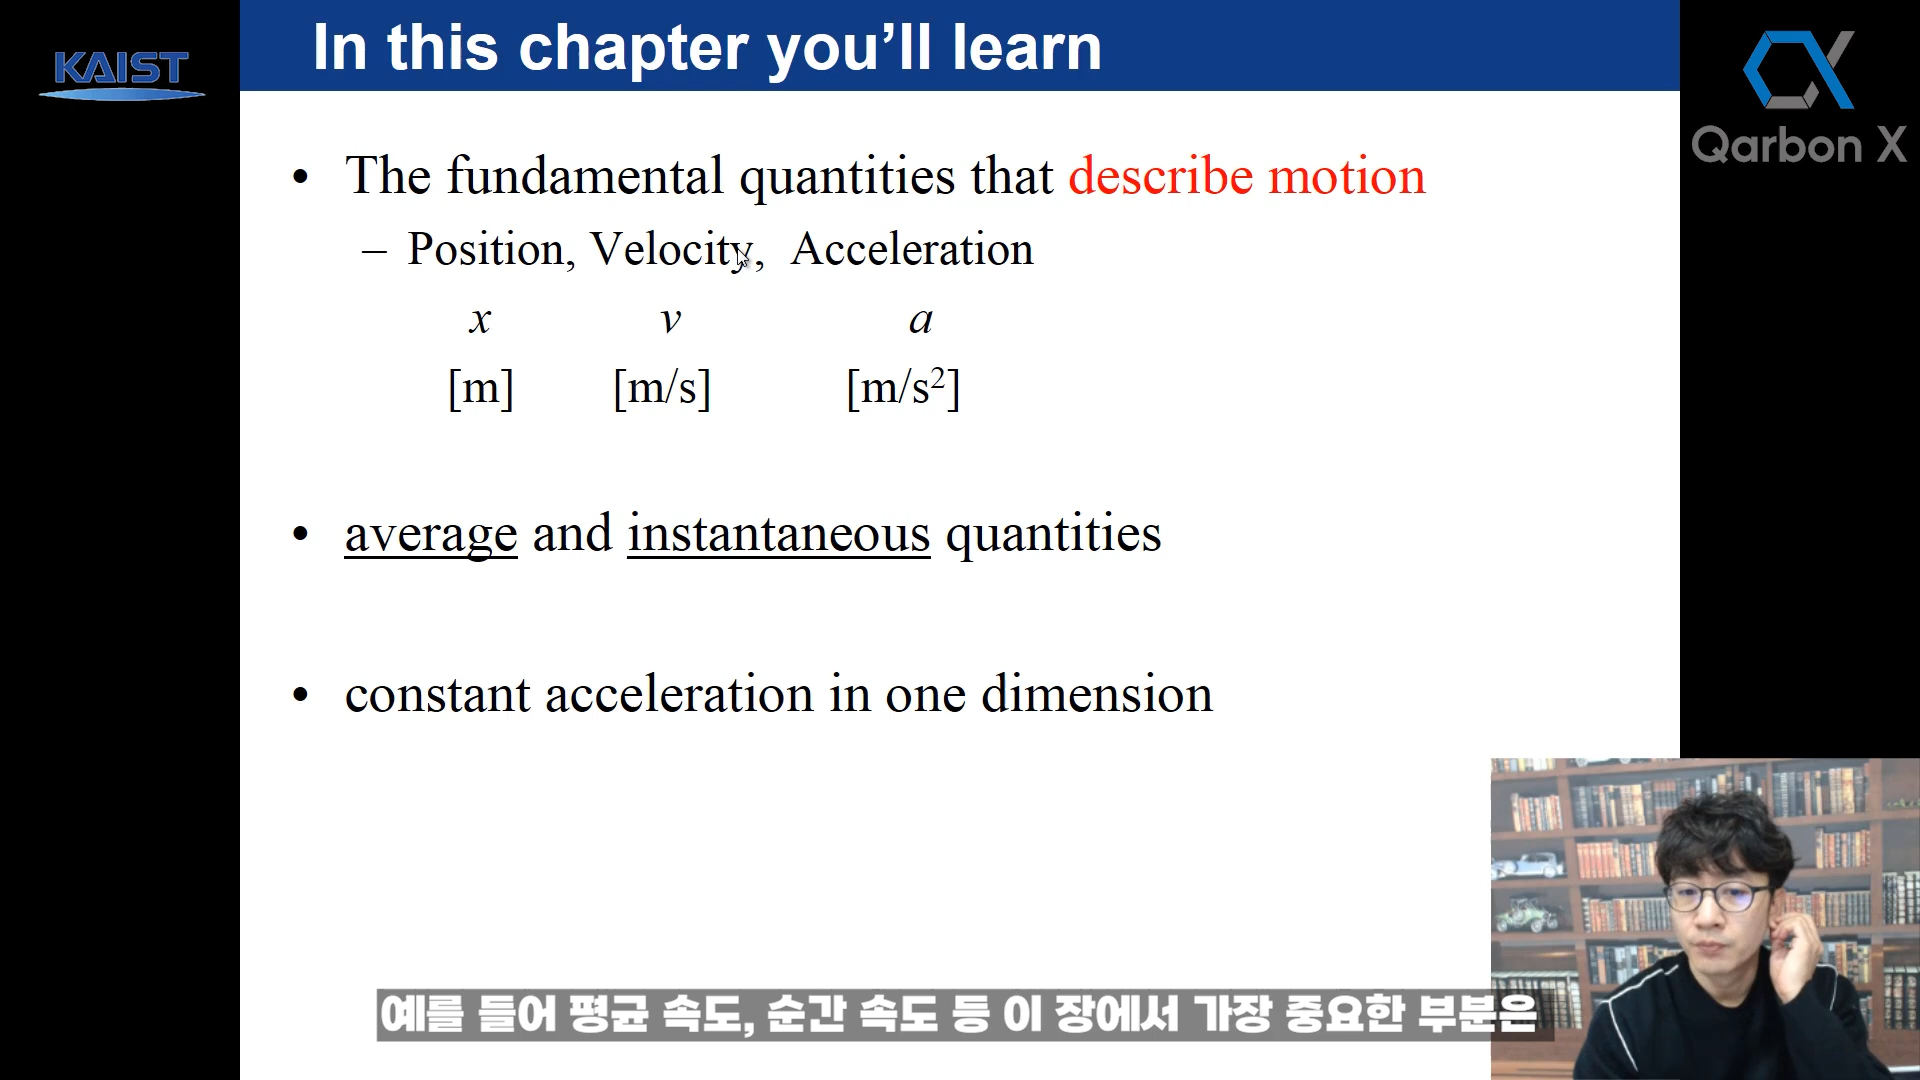 KAIST
In this chapter you’ll learn
Qarbon X
• The fundamental quantities that describe motion
– Position, Velocity, Acceleration
x v a
[m] [m/s] [m/s²]
• average and instantaneous quantities
• constant acceleration in one dimension
예를 들어 평균 속도, 순간 속도 등 이 장에서 가장 중요한 부분은